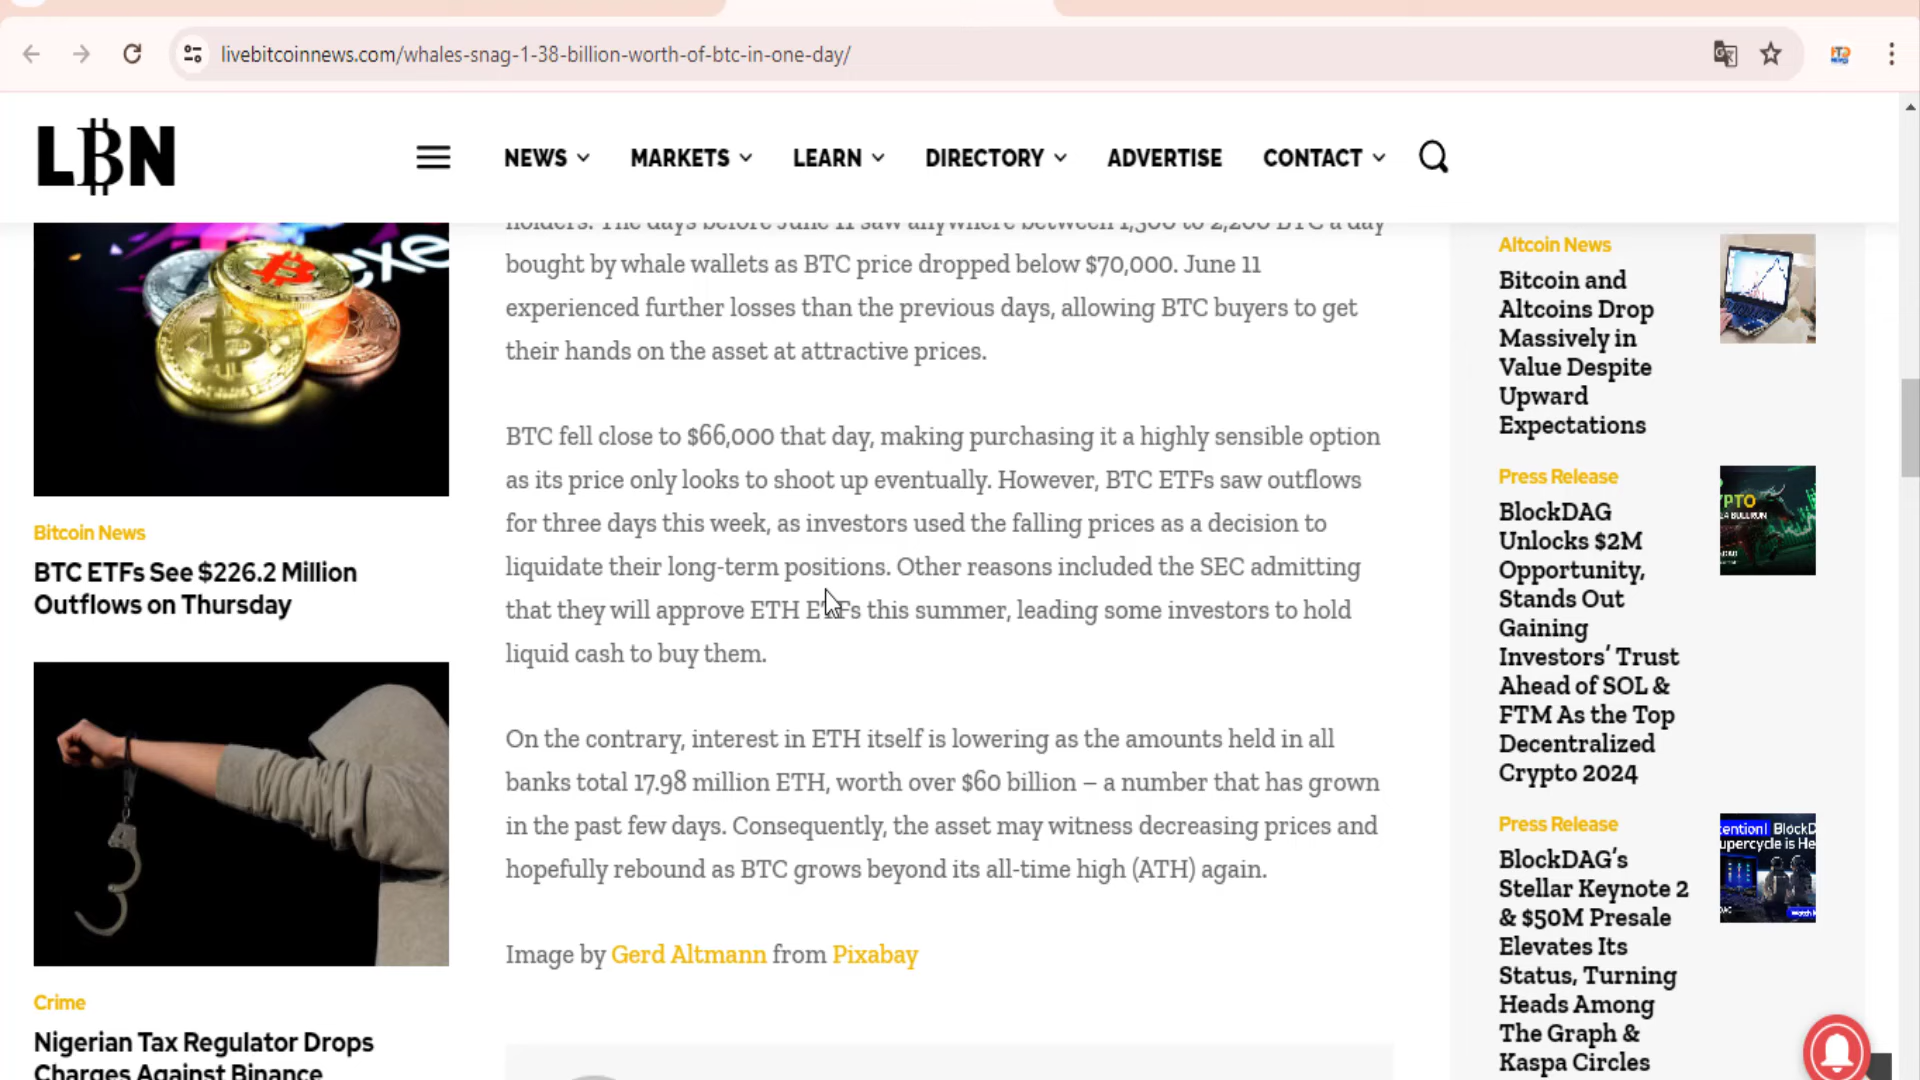 livebitcoinnews.com/whales-snag-1-38-billion-worth-of-btc-in-one-day/
LBN
NEWS
MARKETS
LEARN
DIRECTORY
ADVERTISE
CONTACT
exe
Bitcoin News
BTC ETFs See $226.2 Million
Outflows on Thursday
Crime
Nigerian Tax Regulator Drops
Charges Against Binance
holders. The days before June 11 saw anywhere between 1,300 to 2,200 BTC a day
bought by whale wallets as BTC price dropped below $70,000. June 11
experienced further losses than the previous days, allowing BTC buyers to get
their hands on the asset at attractive prices.
BTC fell close to $66,000 that day, making purchasing it a highly sensible option
as its price only looks to shoot up eventually. However, BTC ETFs saw outflows
for three days this week, as investors used the falling prices as a decision to
liquidate their long-term positions. Other reasons included the SEC admitting
that they will approve ETH ETFs this summer, leading some investors to hold
liquid cash to buy them.
On the contrary, interest in ETH itself is lowering as the amounts held in all
banks total 17.98 million ETH, worth over $60 billion – a number that has grown
in the past few days. Consequently, the asset may witness decreasing prices and
hopefully rebound as BTC grows beyond its all-time high (ATH) again.
Image by Gerd Altmann from Pixabay
Altcoin News
Bitcoin and
Altcoins Drop
Massively in
Value Despite
Upward
Expectations
Press Release
BlockDAG
Unlocks $2M
Opportunity,
Stands Out
Gaining
Investors’ Trust
Ahead of SOL &
FTM As the Top
Decentralized
Crypto 2024
Press Release
BlockDAG’s
Stellar Keynote 2
& $50M Presale
Elevates Its
Status, Turning
Heads Among
The Graph &
Kaspa Circles